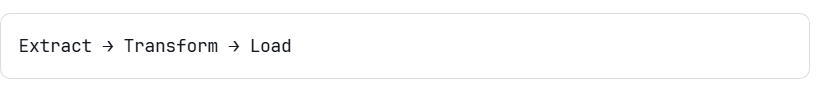 Extract → Transform → Load